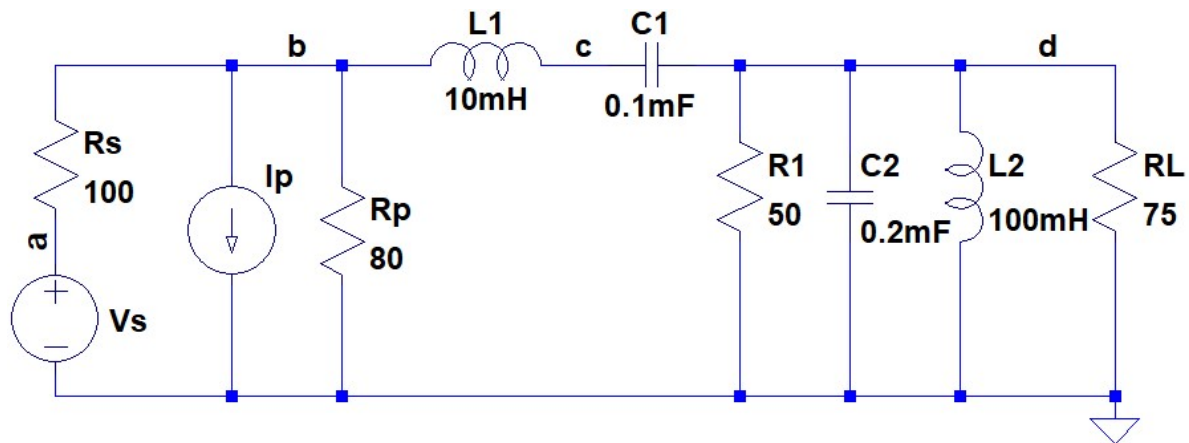 L1
C1
b
c
d
10mH
0.1mF
Rs
100
Ip
Rp
80
R1
50
C2
0.2mF
L2
100mH
RL
75
a
+
Vs
−